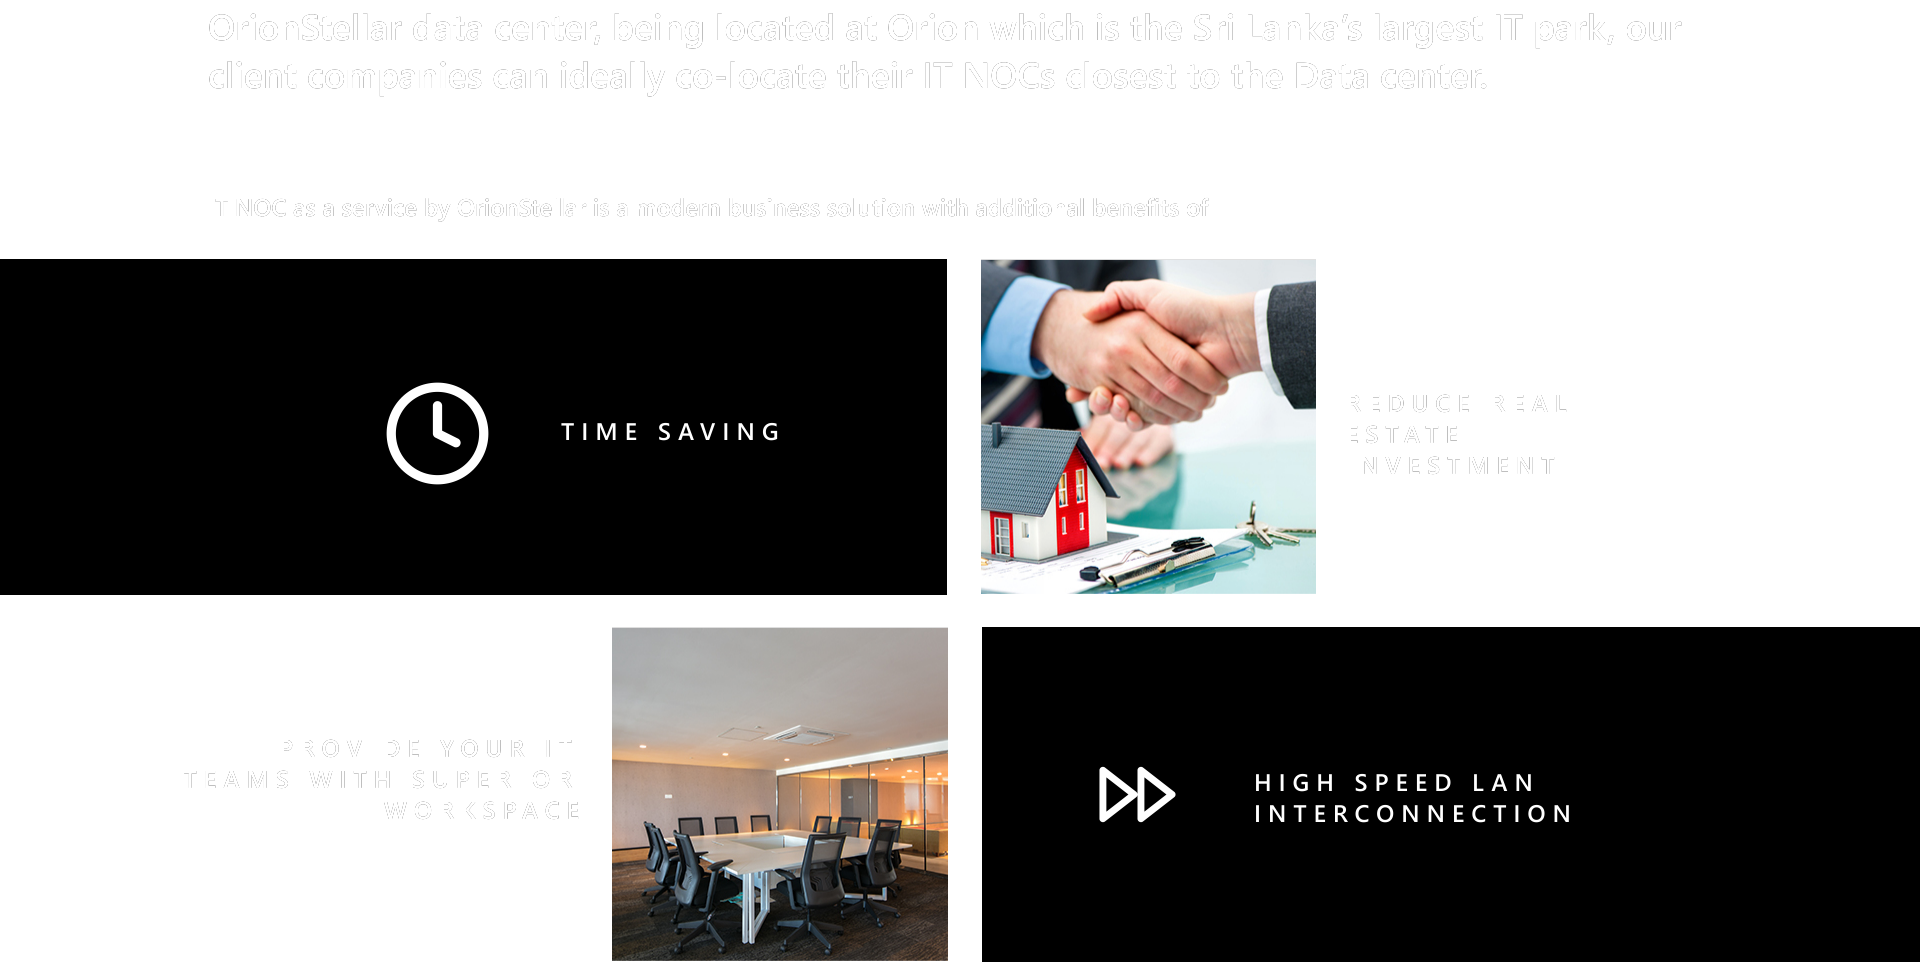 OrionStellar data center, being located at Orion which is the Sri Lanka's largest IT park, our
client companies can ideally co-locate their IT NOCs closest to the Data center.
IT NOC as a service by OrionStellar is a modern business solution with additional benefits of
TIME SAVING
REDUCE REAL
ESTATE
INVESTMENT
PROVIDE YOUR IT
TEAMS WITH SUPERIOR
WORKSPACE
HIGH SPEED LAN
INTERCONNECTION